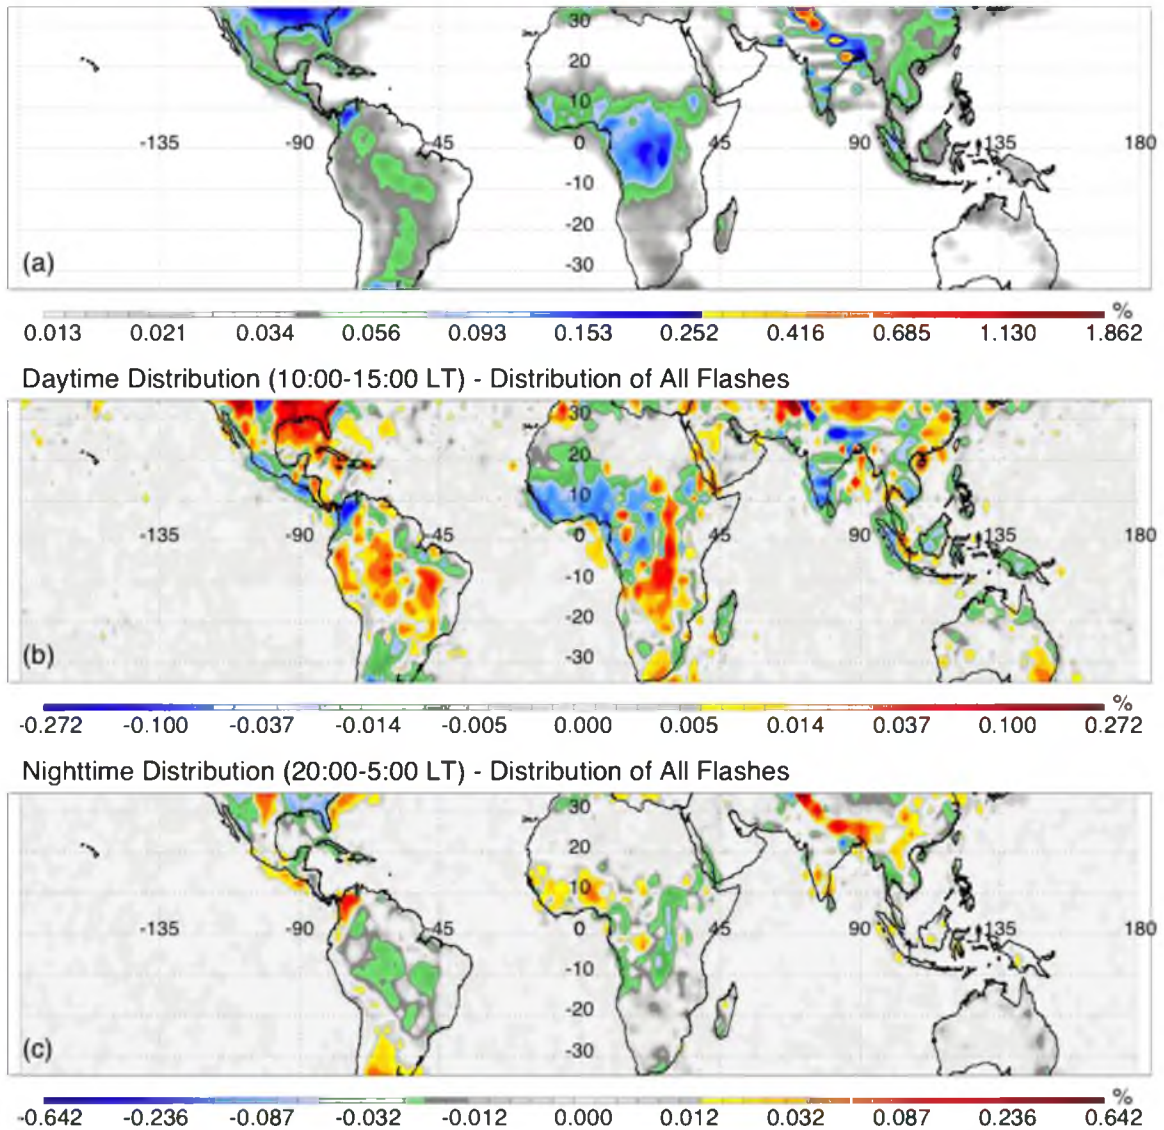 30
20
10
-135 -90 -45 0 45 90 135 180
-10
-20
(a) -30
%
0.013 0.021 0.034 0.056 0.093 0.153 0.252 0.416 0.685 1.130 1.862
Daytime Distribution (10:00-15:00 LT) - Distribution of All Flashes
30
20
10
-135 -90 -45 0 45 90 135 180
-10
-20
(b) -30
%
-0.272 -0.100 -0.037 -0.014 -0.005 0.000 0.005 0.014 0.037 0.100 0.272
Nighttime Distribution (20:00-5:00 LT) - Distribution of All Flashes
30
20
10
-135 -90 -45 0 45 90 135 180
-10
-20
(c) -30
%
-0.642 -0.236 -0.087 -0.032 -0.012 0.000 0.012 0.032 0.087 0.236 0.642